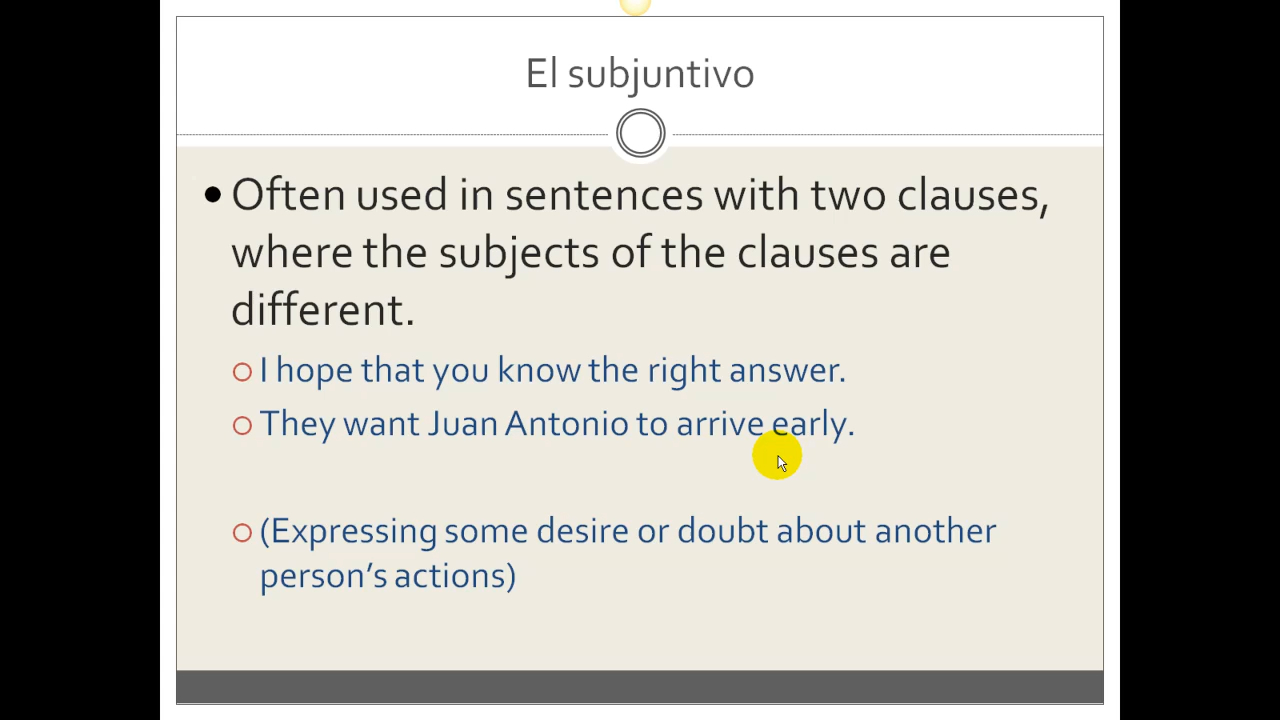 El subjuntivo
• Often used in sentences with two clauses,
where the subjects of the clauses are
different.
○ I hope that you know the right answer.
○ They want Juan Antonio to arrive early.
○ (Expressing some desire or doubt about another
person's actions)